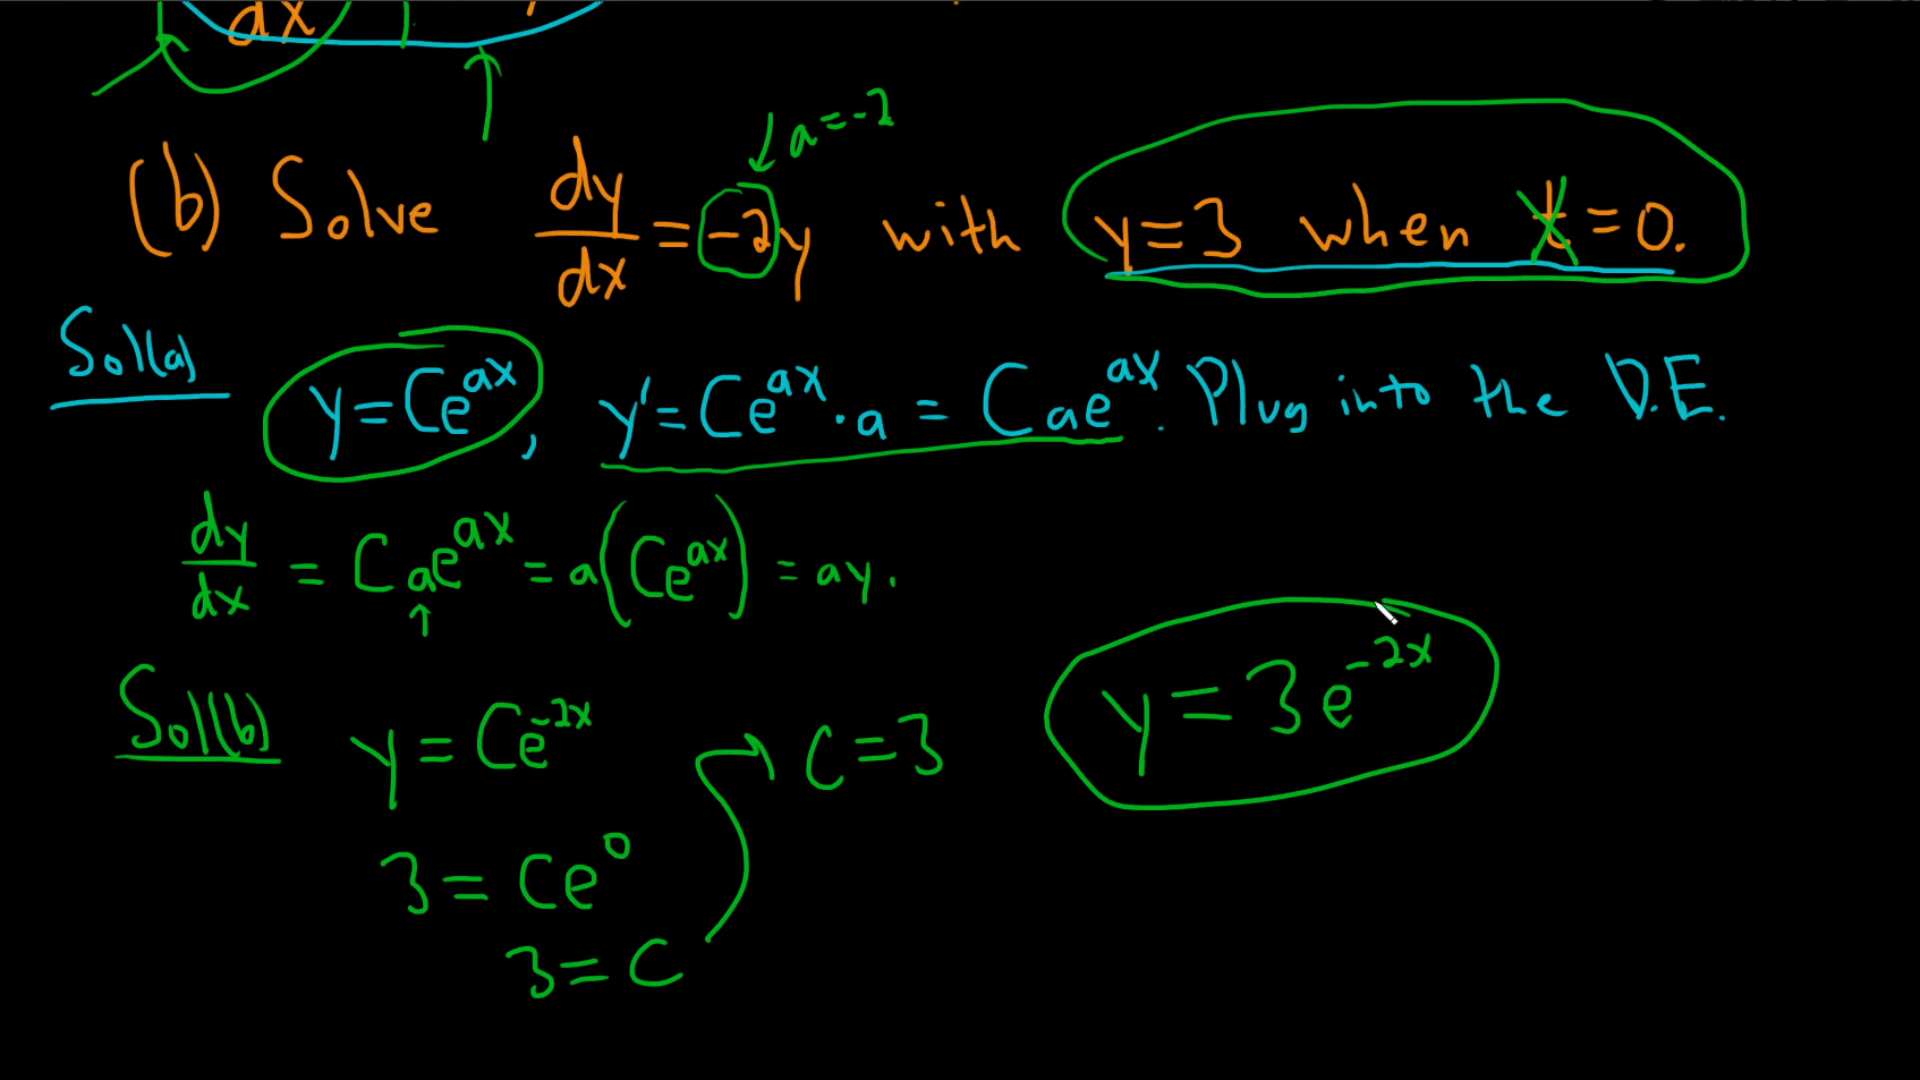 dx
a=-2
(b) Solve dy/dx = -2y with y=3 when x=0.
Sol(a) y=Ce^{ax}, y'=Ce^{ax}·a = Cae^{ax}. Plug into the D.E.
dy/dx = Cae^{ax} = a(Ce^{ax}) = ay.
Sol(b) y = Ce^{-2x}
C=3
y=3e^{-2x}
3= Ce^0
3= C